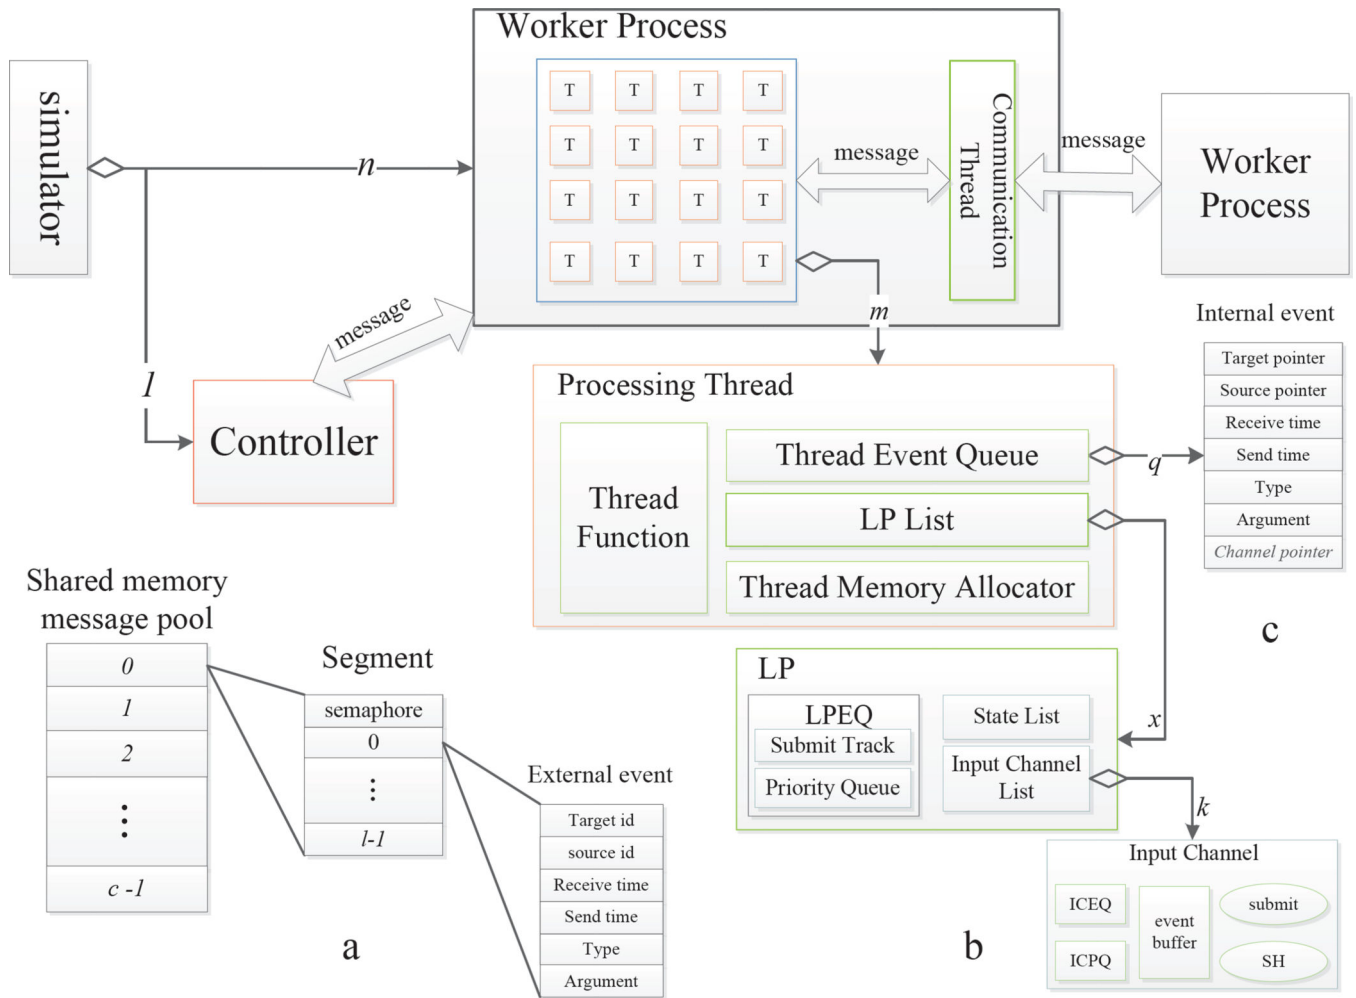 Worker Process
simulator
n
T T T T
T T T T
T T T T
T T T T
message
Communication
Thread
message
Worker
Process
m
message
1
Controller
Processing Thread
Thread
Function
Thread Event Queue
LP List
Thread Memory Allocator
q
x
Internal event
Target pointer
Source pointer
Receive time
Send time
Type
Argument
Channel pointer
c
Shared memory
message pool
0
1
2
⋮
c -1
Segment
semaphore
0
⋮
l-1
External event
Target id
source id
Receive time
Send time
Type
Argument
a
LP
LPEQ
Submit Track
Priority Queue
State List
Input Channel
List
k
b
Input Channel
ICEQ
ICPQ
event
buffer
submit
SH